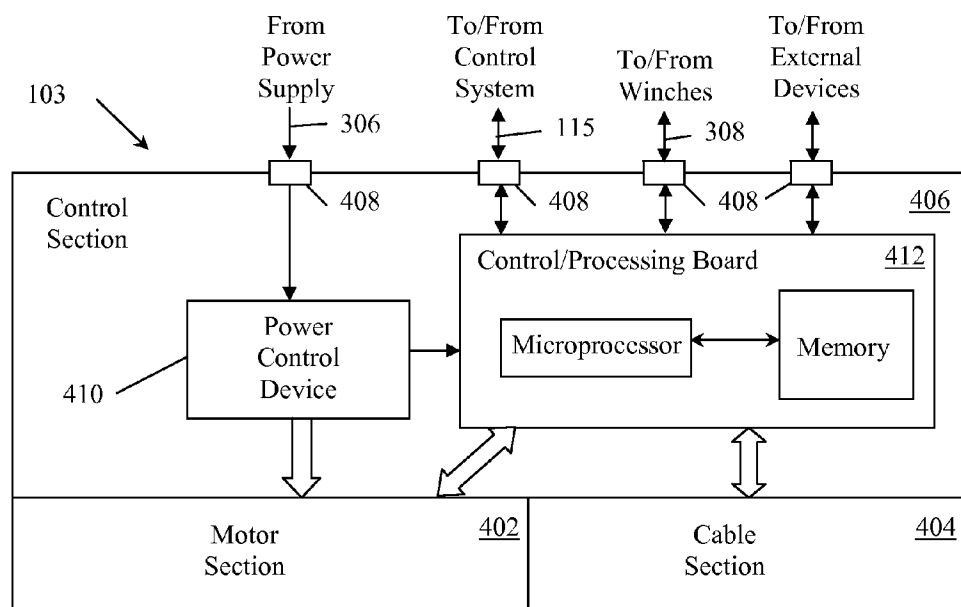 From
Power
Supply
To/From
Control
System
To/From
Winches
To/From
External
Devices
103
306
115
308
408
408
408
406
Control
Section
Control/Processing Board
412
Power
Control
Device
Microprocessor
Memory
410
Motor
Section
402
Cable
Section
404